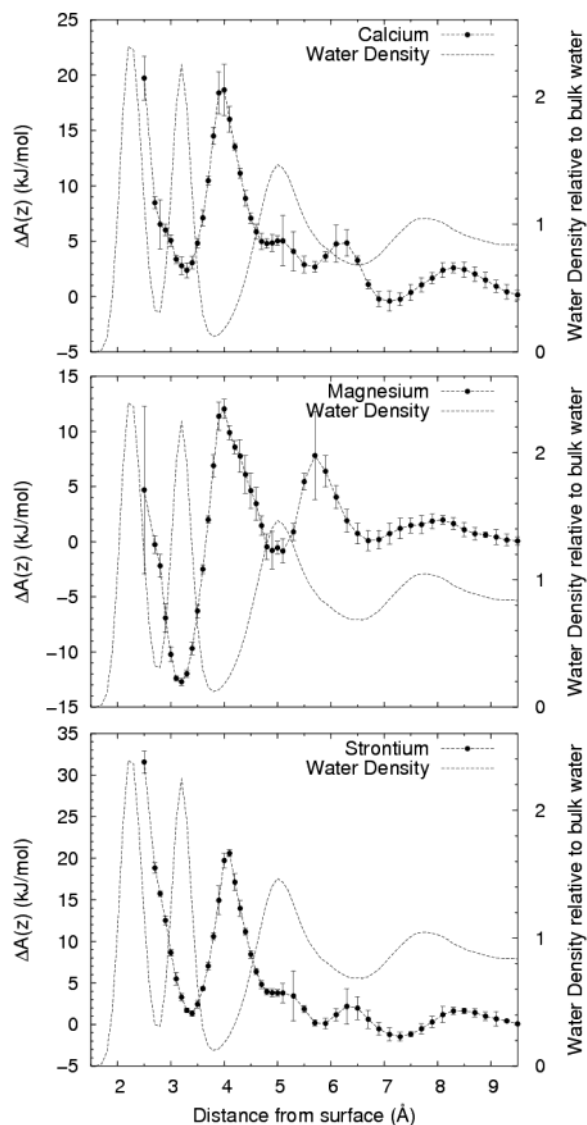 Calcium
Water Density
ΔA(z) (kJ/mol)
25
20
15
10
5
0
−5
2
1
0
Water Density relative to bulk water
Magnesium
Water Density
ΔA(z) (kJ/mol)
15
10
5
0
−5
−10
−15
2
1
0
Water Density relative to bulk water
Strontium
Water Density
ΔA(z) (kJ/mol)
35
30
25
20
15
10
5
0
−5
2
1
0
Water Density relative to bulk water
2 3 4 5 6 7 8 9
Distance from surface (Å)